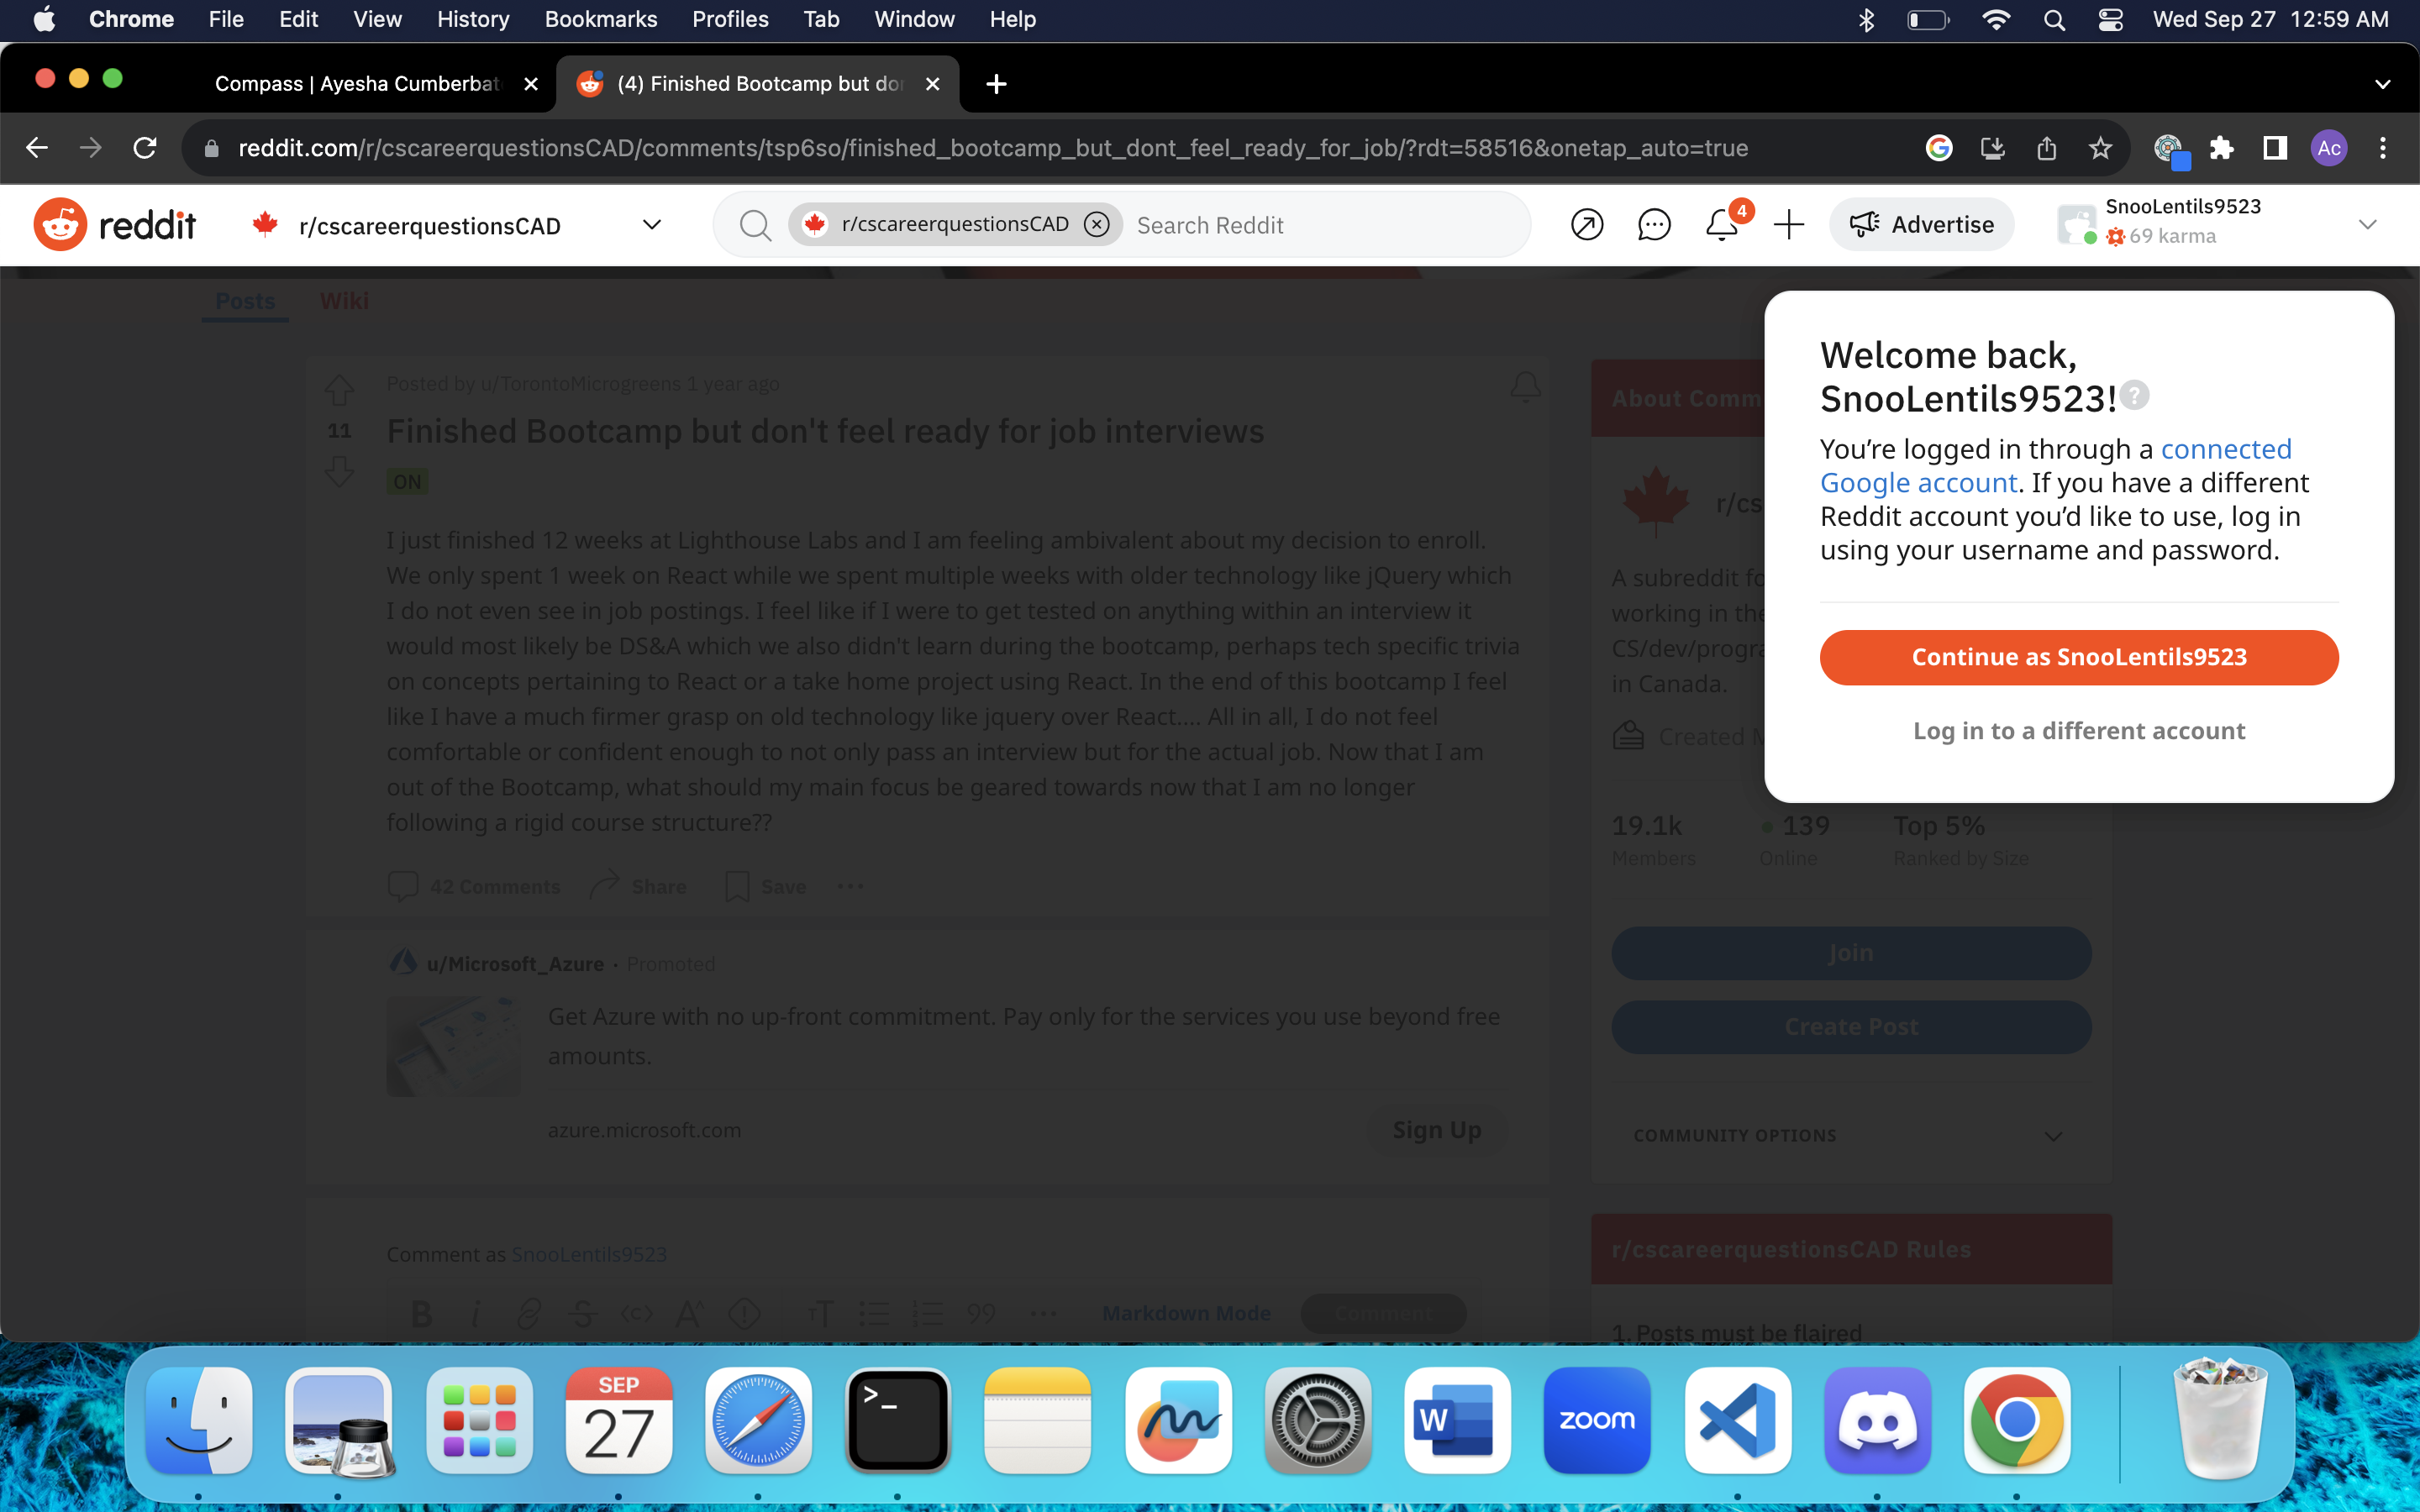 Chrome File Edit View History Bookmarks Profiles Tab Window Help Wed Sep 27 12:59 AM
Compass | Ayesha Cumberbat (4) Finished Bootcamp but do
reddit.com/r/cscareerquestionsCAD/comments/tsp6so/finished_bootcamp_but_dont_feel_ready_for_job/?rdt=58516&onetap_auto=true Ac
reddit r/cscareerquestionsCAD r/cscareerquestionsCAD Search Reddit 4 Advertise SnooLentils9523
69 karma
Posts Wiki
Posted by u/TorontoMicrogreens 1 year ago
11
Finished Bootcamp but don't feel ready for job interviews
ON
I just finished 12 weeks at Lighthouse Labs and I am feeling ambivalent about my decision to enroll.
We only spent 1 week on React while we spent multiple weeks with older technology like jQuery which
I do not even see in job postings. I feel like if I were to get tested on anything within an interview it
would most likely be DS&A which we also didn't learn during the bootcamp, perhaps tech specific trivia
on concepts pertaining to React or a take home project using React. In the end of this bootcamp I feel
like I have a much firmer grasp on old technology like jquery over React.... All in all, I do not feel
comfortable or confident enough to not only pass an interview but for the actual job. Now that I am
out of the Bootcamp, what should my main focus be geared towards now that I am no longer
following a rigid course structure??
42 Comments Share Save
u/Microsoft_Azure · Promoted
Get Azure with no up-front commitment. Pay only for the services you use beyond free
amounts.
azure.microsoft.com
Sign Up
Comment as SnooLentils9523
Markdown Mode Comment
About Comm
r/cs
A subreddit fo
working in the
CS/dev/progra
in Canada.
Created M
19.1k 139 Top 5%
Members Online Ranked by Size
Join
Create Post
COMMUNITY OPTIONS
r/cscareerquestionsCAD Rules
1. Posts must be flaired
Welcome back,
SnooLentils9523!
You’re logged in through a connected
Google account. If you have a different
Reddit account you’d like to use, log in
using your username and password.
Continue as SnooLentils9523
Log in to a different account
SEP
27
W
zoom